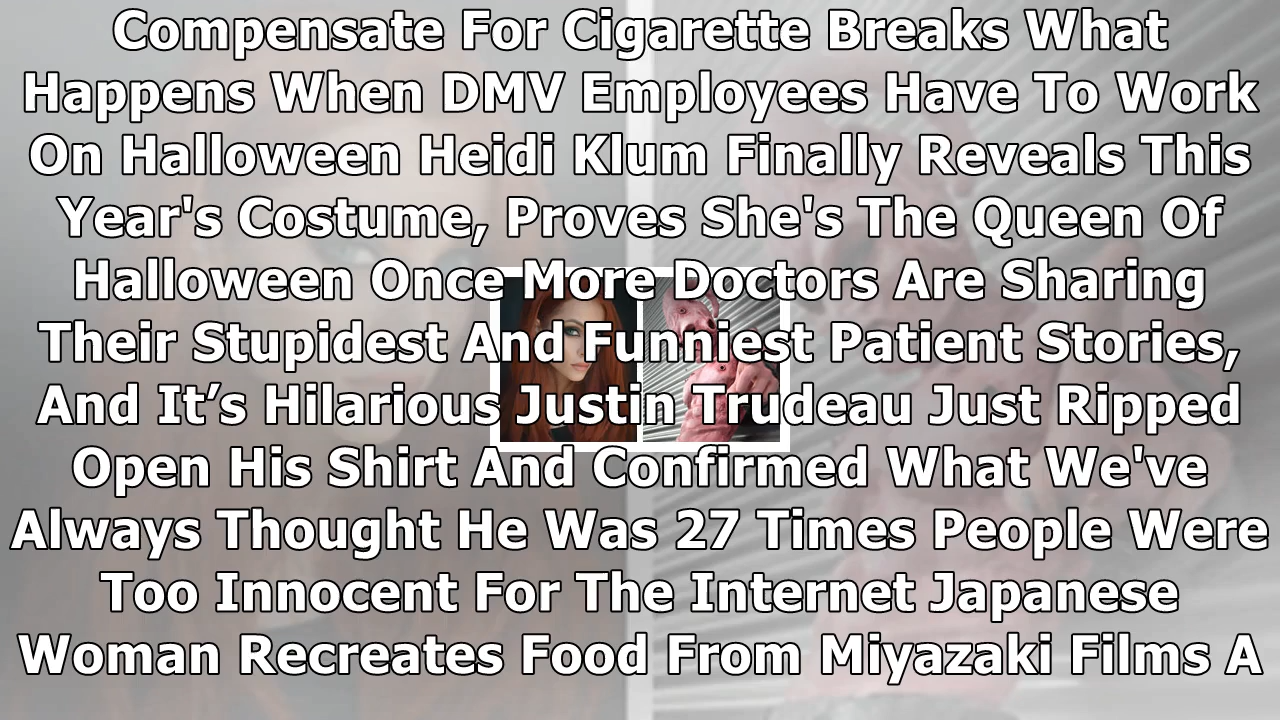 Compensate For Cigarette Breaks What
Happens When DMV Employees Have To Work
On Halloween Heidi Klum Finally Reveals This
Year's Costume, Proves She's The Queen Of
Halloween Once More Doctors Are Sharing
Their Stupidest And Funniest Patient Stories,
And It’s Hilarious Justin Trudeau Just Ripped
Open His Shirt And Confirmed What We've
Always Thought He Was 27 Times People Were
Too Innocent For The Internet Japanese
Woman Recreates Food From Miyazaki Films A